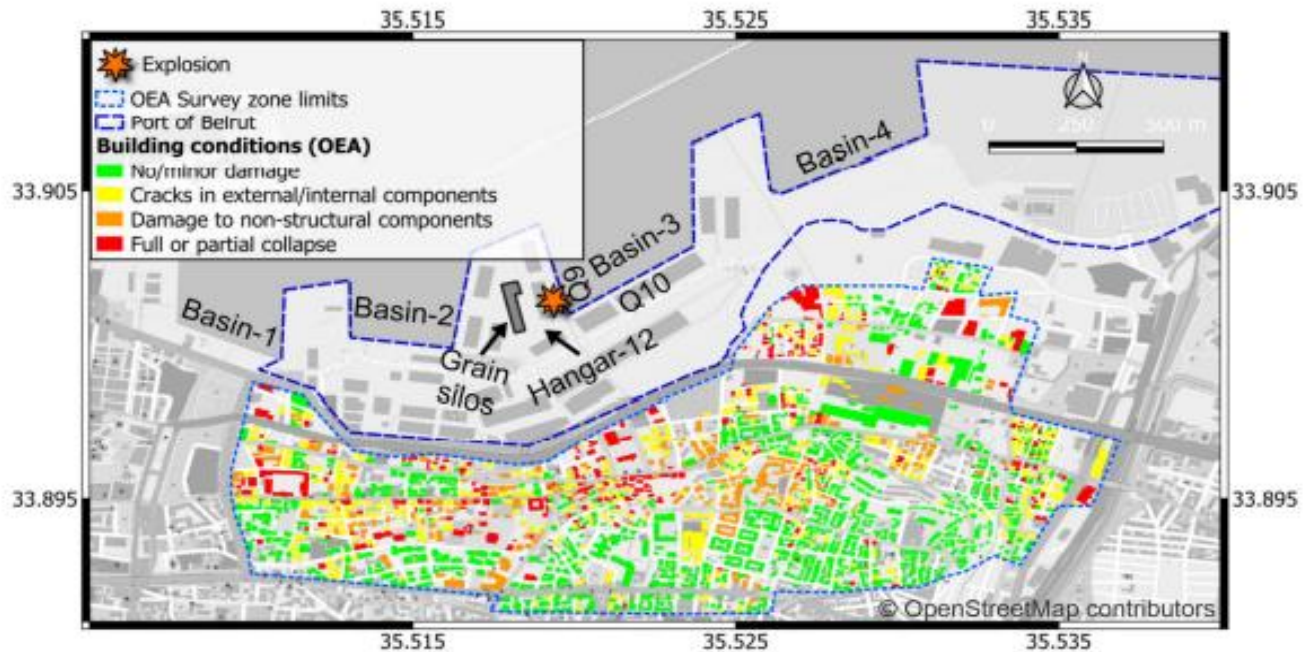 35.515
35.525
35.535
Explosion
OEA Survey zone limits
Port of Beirut
Building conditions (OEA)
No/minor damage
Cracks in external/internal components
Damage to non-structural components
Full or partial collapse
N
0 250 500 m
Basin-4
33.905
33.905
Basin-3
Q9
Q10
Basin-2
Basin-1
Grain
silos
Hangar-12
33.895
33.895
© OpenStreetMap contributors
35.515
35.525
35.535